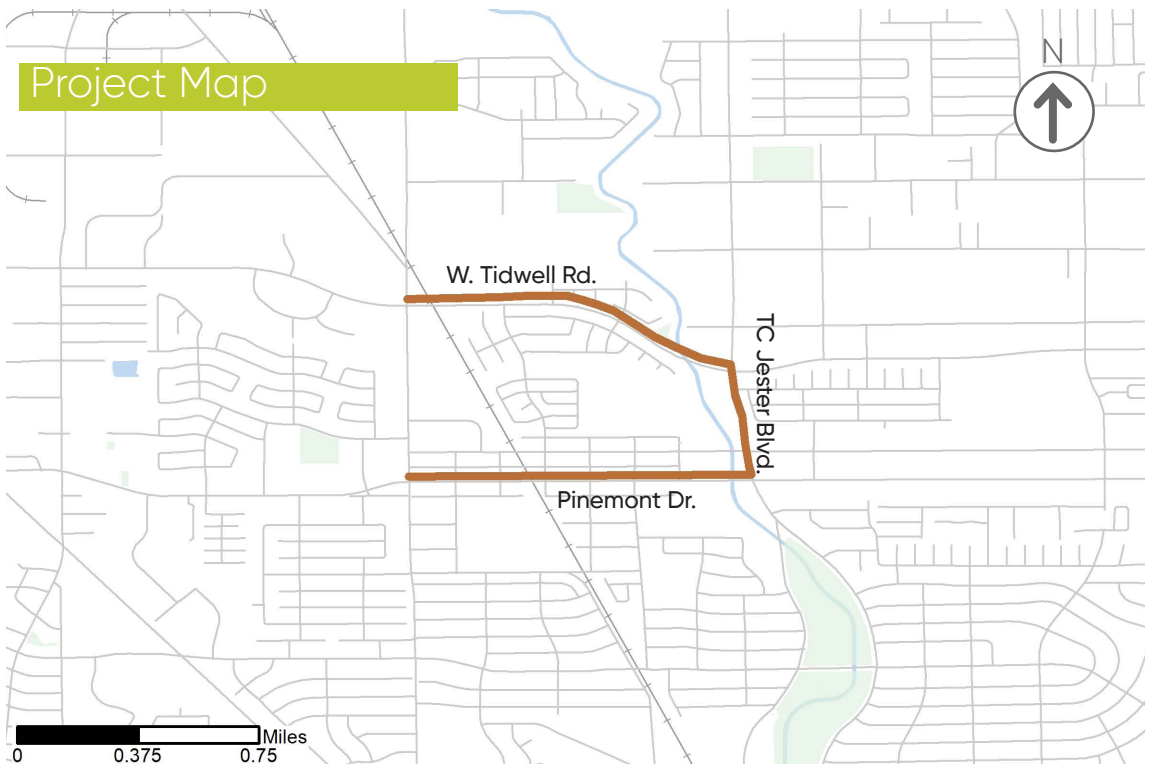 Project Map
N
W. Tidwell Rd.
TC Jester Blvd.
Pinemont Dr.
Miles
0 0.375 0.75